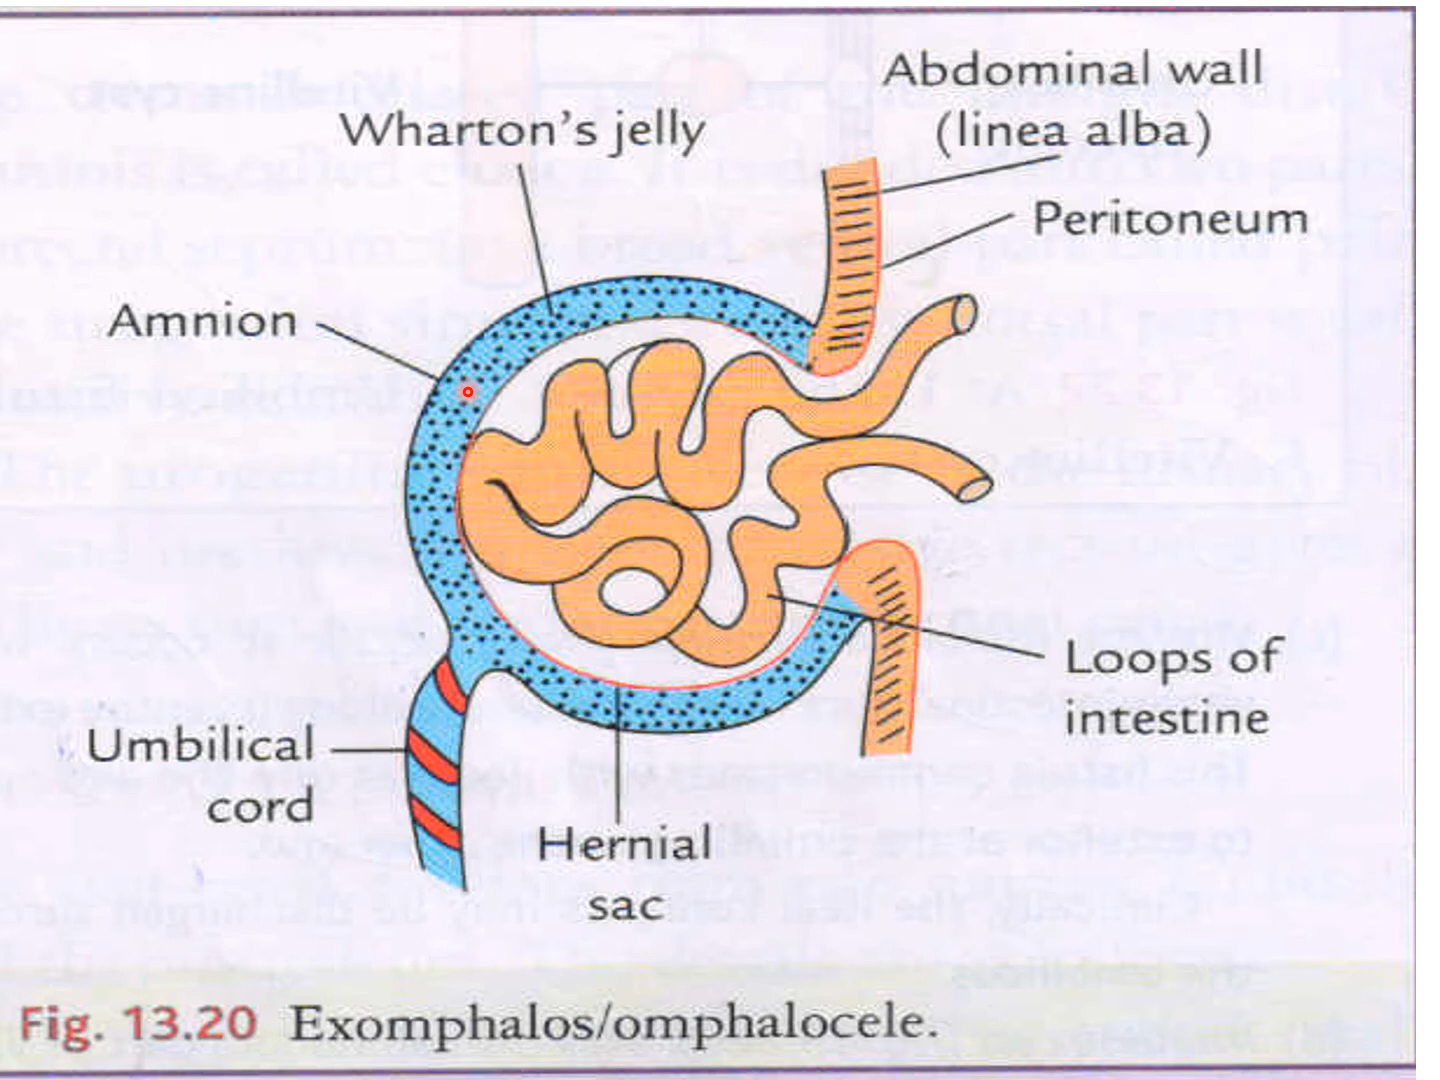 Abdominal wall
(linea alba)
Wharton's jelly
Peritoneum
Amnion
Loops of
intestine
Umbilical
cord
Hernial
sac
Fig. 13.20 Exomphalos/omphalocele.